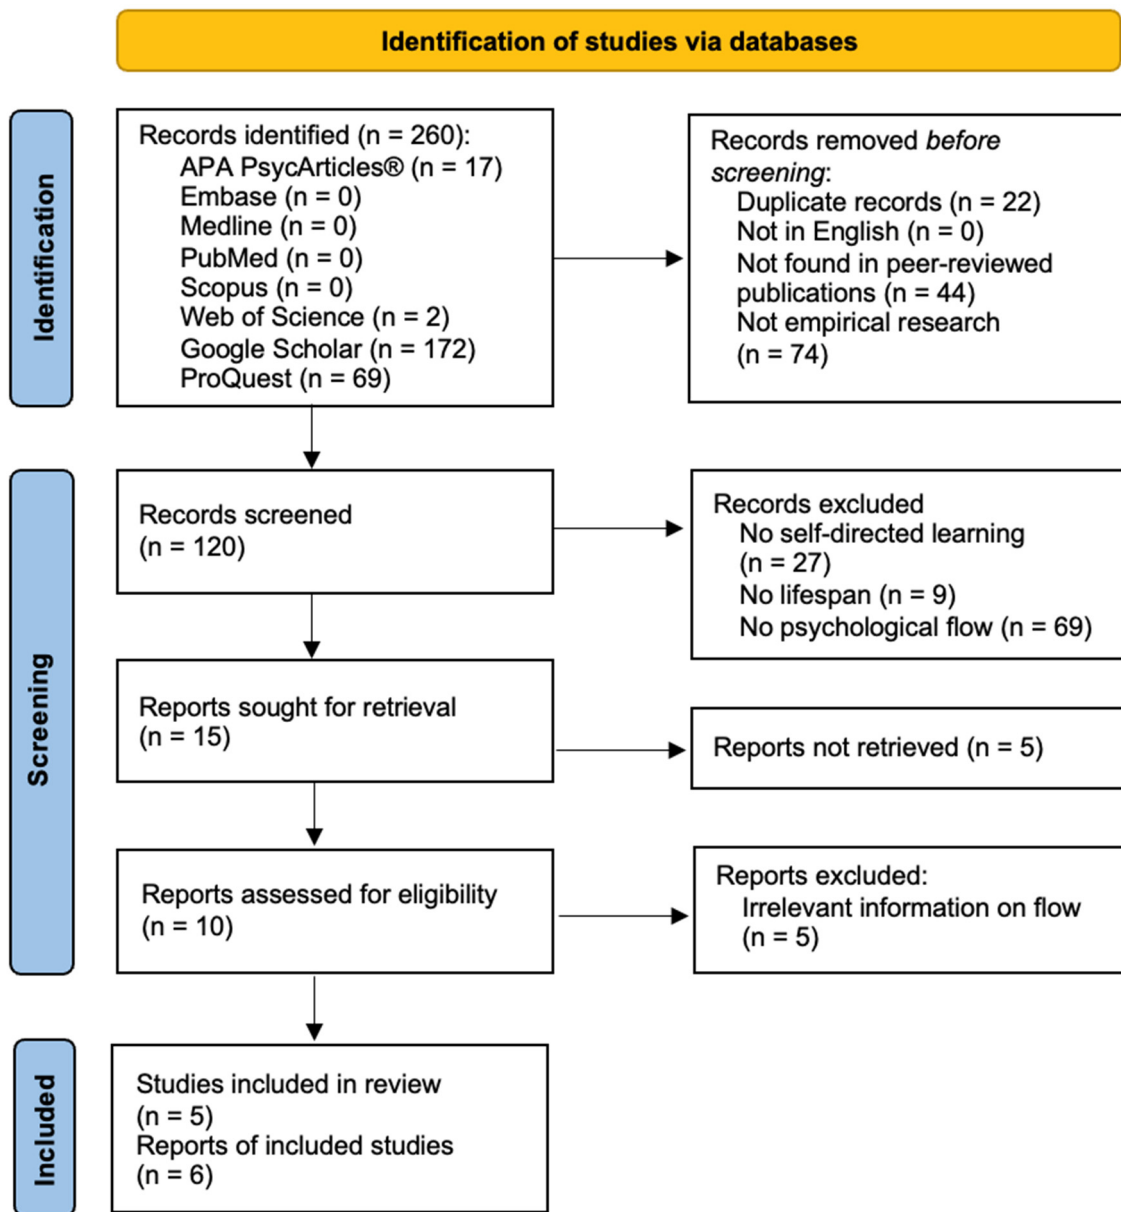 Identification of studies via databases
Identification
Records identified (n = 260):
APA PsycArticles® (n = 17)
Embase (n = 0)
Medline (n = 0)
PubMed (n = 0)
Scopus (n = 0)
Web of Science (n = 2)
Google Scholar (n = 172)
ProQuest (n = 69)
Records removed before
screening:
Duplicate records (n = 22)
Not in English (n = 0)
Not found in peer-reviewed
publications (n = 44)
Not empirical research
(n = 74)
Screening
Records screened
(n = 120)
Records excluded
No self-directed learning
(n = 27)
No lifespan (n = 9)
No psychological flow (n = 69)
Reports sought for retrieval
(n = 15)
Reports not retrieved (n = 5)
Reports assessed for eligibility
(n = 10)
Reports excluded:
Irrelevant information on flow
(n = 5)
Included
Studies included in review
(n = 5)
Reports of included studies
(n = 6)